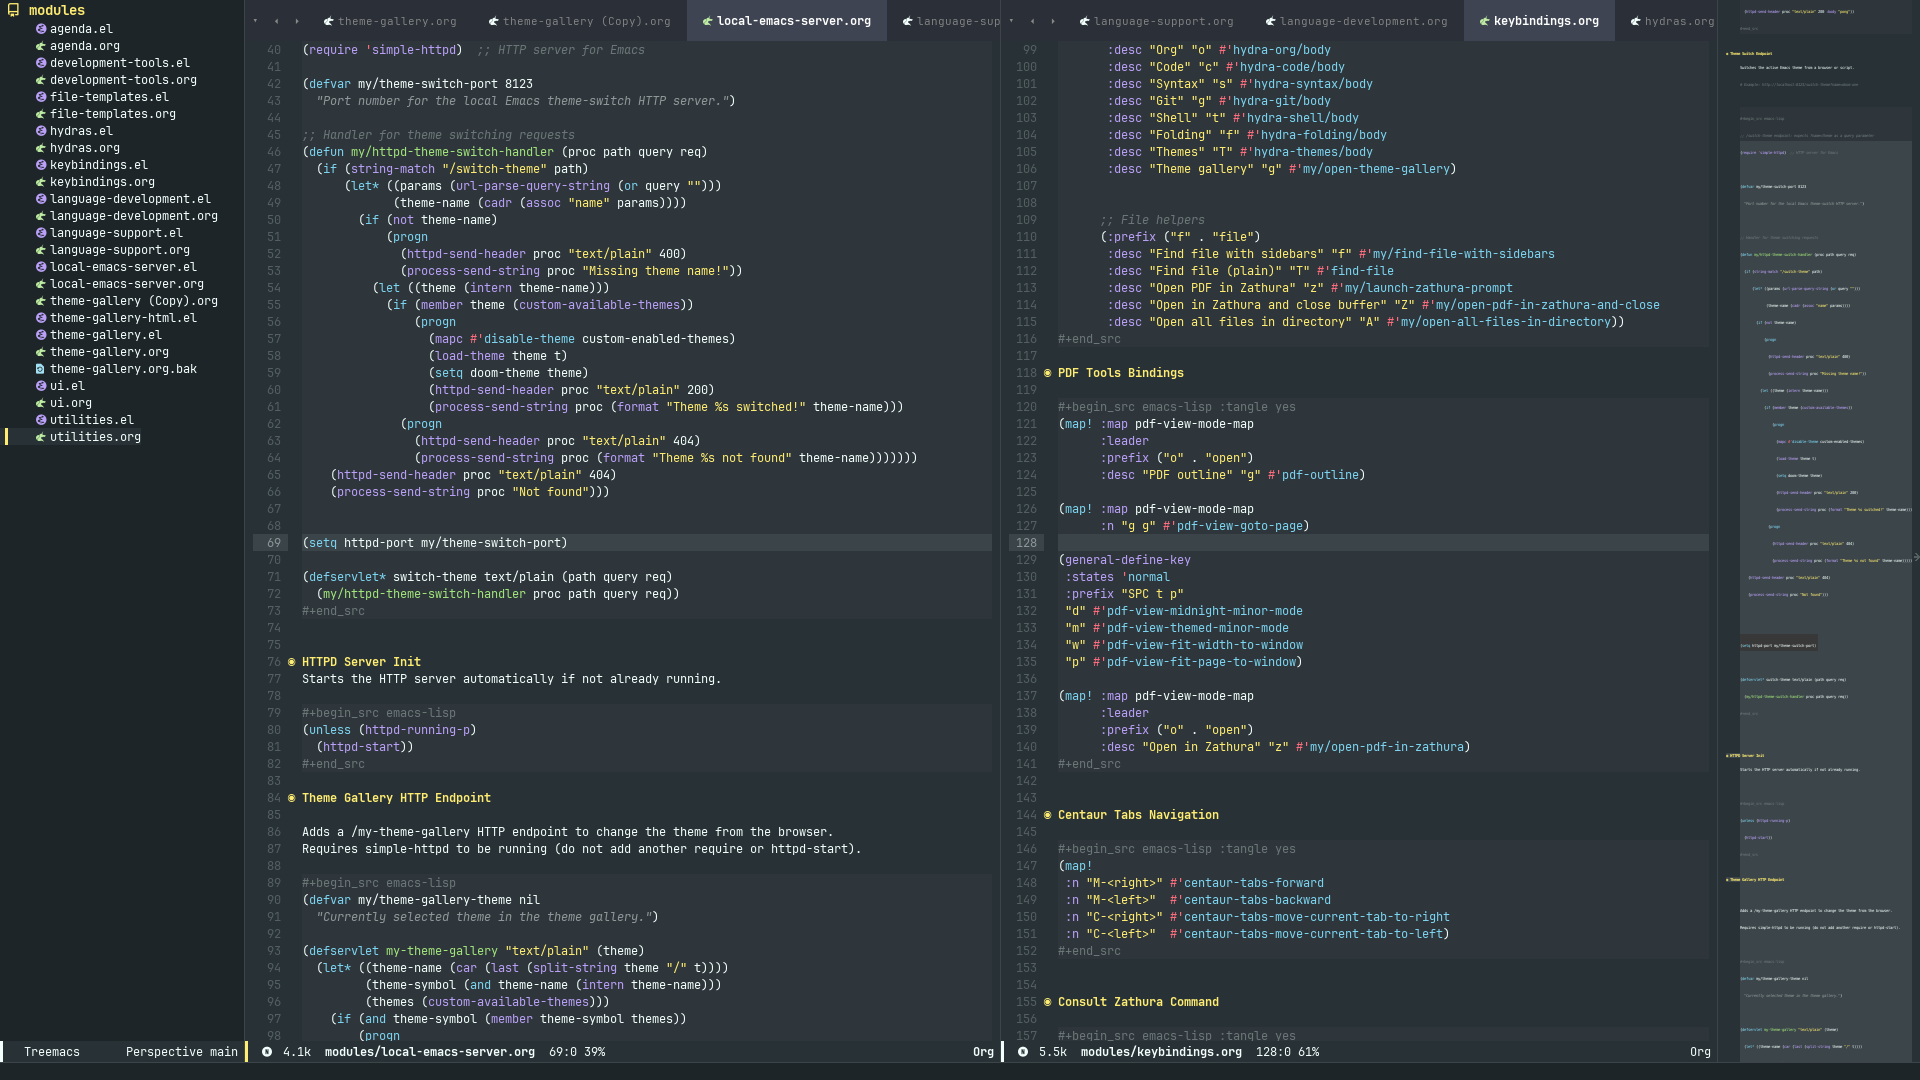 modules
agenda.el
agenda.org
development-tools.el
development-tools.org
file-templates.el
file-templates.org
hydras.el
hydras.org
keybindings.el
keybindings.org
language-development.el
language-development.org
language-support.el
language-support.org
local-emacs-server.el
local-emacs-server.org
theme-gallery (Copy).org
theme-gallery-html.el
theme-gallery.el
theme-gallery.org
theme-gallery.org.bak
ui.el
ui.org
utilities.el
utilities.org
Treemacs Perspective main
theme-gallery.org theme-gallery (Copy).org local-emacs-server.org language-sup
40 (require 'simple-httpd)  ;; HTTP server for Emacs
41
42 (defvar my/theme-switch-port 8123
43   "Port number for the local Emacs theme-switch HTTP server.")
44
45 ;; Handler for theme switching requests
46 (defun my/httpd-theme-switch-handler (proc path query req)
47   (if (string-match "/switch-theme" path)
48       (let* ((params (url-parse-query-string (or query "")))
49              (theme-name (cadr (assoc "name" params))))
50         (if (not theme-name)
51             (progn
52               (httpd-send-header proc "text/plain" 400)
53               (process-send-string proc "Missing theme name!"))
54           (let ((theme (intern theme-name)))
55             (if (member theme (custom-available-themes))
56                 (progn
57                   (mapc #'disable-theme custom-enabled-themes)
58                   (load-theme theme t)
59                   (setq doom-theme theme)
60                   (httpd-send-header proc "text/plain" 200)
61                   (process-send-string proc (format "Theme %s switched!" theme-name)))
62               (progn
63                 (httpd-send-header proc "text/plain" 404)
64                 (process-send-string proc (format "Theme %s not found" theme-name)))))))
65     (httpd-send-header proc "text/plain" 404)
66     (process-send-string proc "Not found")))
67
68
69 (setq httpd-port my/theme-switch-port)
70
71 (defservlet* switch-theme text/plain (path query req)
72   (my/httpd-theme-switch-handler proc path query req))
73 #+end_src
74
75
76 ◉ HTTPD Server Init
77 Starts the HTTP server automatically if not already running.
78
79 #+begin_src emacs-lisp
80 (unless (httpd-running-p)
81   (httpd-start))
82 #+end_src
83
84 ◉ Theme Gallery HTTP Endpoint
85
86 Adds a /my-theme-gallery HTTP endpoint to change the theme from the browser.
87 Requires simple-httpd to be running (do not add another require or httpd-start).
88
89 #+begin_src emacs-lisp
90 (defvar my/theme-gallery-theme nil
91   "Currently selected theme in the theme gallery.")
92
93 (defservlet my-theme-gallery "text/plain" (theme)
94   (let* ((theme-name (car (last (split-string theme "/" t))))
95          (theme-symbol (and theme-name (intern theme-name)))
96          (themes (custom-available-themes)))
97     (if (and theme-symbol (member theme-symbol themes))
98         (progn
4.1k modules/local-emacs-server.org 69:0 39% Org
language-support.org language-development.org keybindings.org hydras.org
99        :desc "Org" "o" #'hydra-org/body
100       :desc "Code" "c" #'hydra-code/body
101       :desc "Syntax" "s" #'hydra-syntax/body
102       :desc "Git" "g" #'hydra-git/body
103       :desc "Shell" "t" #'hydra-shell/body
104       :desc "Folding" "f" #'hydra-folding/body
105       :desc "Themes" "T" #'hydra-themes/body
106       :desc "Theme gallery" "g" #'my/open-theme-gallery)
107
108
109      ;; File helpers
110      (:prefix ("f" . "file")
111       :desc "Find file with sidebars" "f" #'my/find-file-with-sidebars
112       :desc "Find file (plain)" "T" #'find-file
113       :desc "Open PDF in Zathura" "z" #'my/launch-zathura-prompt
114       :desc "Open in Zathura and close buffer" "Z" #'my/open-pdf-in-zathura-and-close
115       :desc "Open all files in directory" "A" #'my/open-all-files-in-directory))
116 #+end_src
117
118 ◉ PDF Tools Bindings
119
120 #+begin_src emacs-lisp :tangle yes
121 (map! :map pdf-view-mode-map
122       :leader
123       :prefix ("o" . "open")
124       :desc "PDF outline" "g" #'pdf-outline)
125
126 (map! :map pdf-view-mode-map
127       :n "g g" #'pdf-view-goto-page)
128
129 (general-define-key
130  :states 'normal
131  :prefix "SPC t p"
132  "d" #'pdf-view-midnight-minor-mode
133  "m" #'pdf-view-themed-minor-mode
134  "w" #'pdf-view-fit-width-to-window
135  "p" #'pdf-view-fit-page-to-window)
136
137 (map! :map pdf-view-mode-map
138       :leader
139       :prefix ("o" . "open")
140       :desc "Open in Zathura" "z" #'my/open-pdf-in-zathura)
141 #+end_src
142
143
144 ◉ Centaur Tabs Navigation
145
146 #+begin_src emacs-lisp :tangle yes
147 (map!
148  :n "M-<right>" #'centaur-tabs-forward
149  :n "M-<left>"  #'centaur-tabs-backward
150  :n "C-<right>" #'centaur-tabs-move-current-tab-to-right
151  :n "C-<left>"  #'centaur-tabs-move-current-tab-to-left)
152 #+end_src
153
154
155 ◉ Consult Zathura Command
156
157 #+begin_src emacs-lisp :tangle yes
5.5k modules/keybindings.org 128:0 61% Org